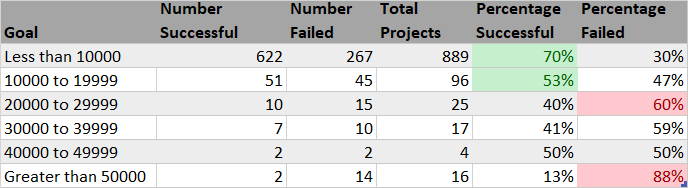 Goal Number Successful Number Failed Total Projects Percentage Successful Percentage Failed
Less than 10000 622 267 889 70% 30%
10000 to 19999 51 45 96 53% 47%
20000 to 29999 10 15 25 40% 60%
30000 to 39999 7 10 17 41% 59%
40000 to 49999 2 2 4 50% 50%
Greater than 50000 2 14 16 13% 88%